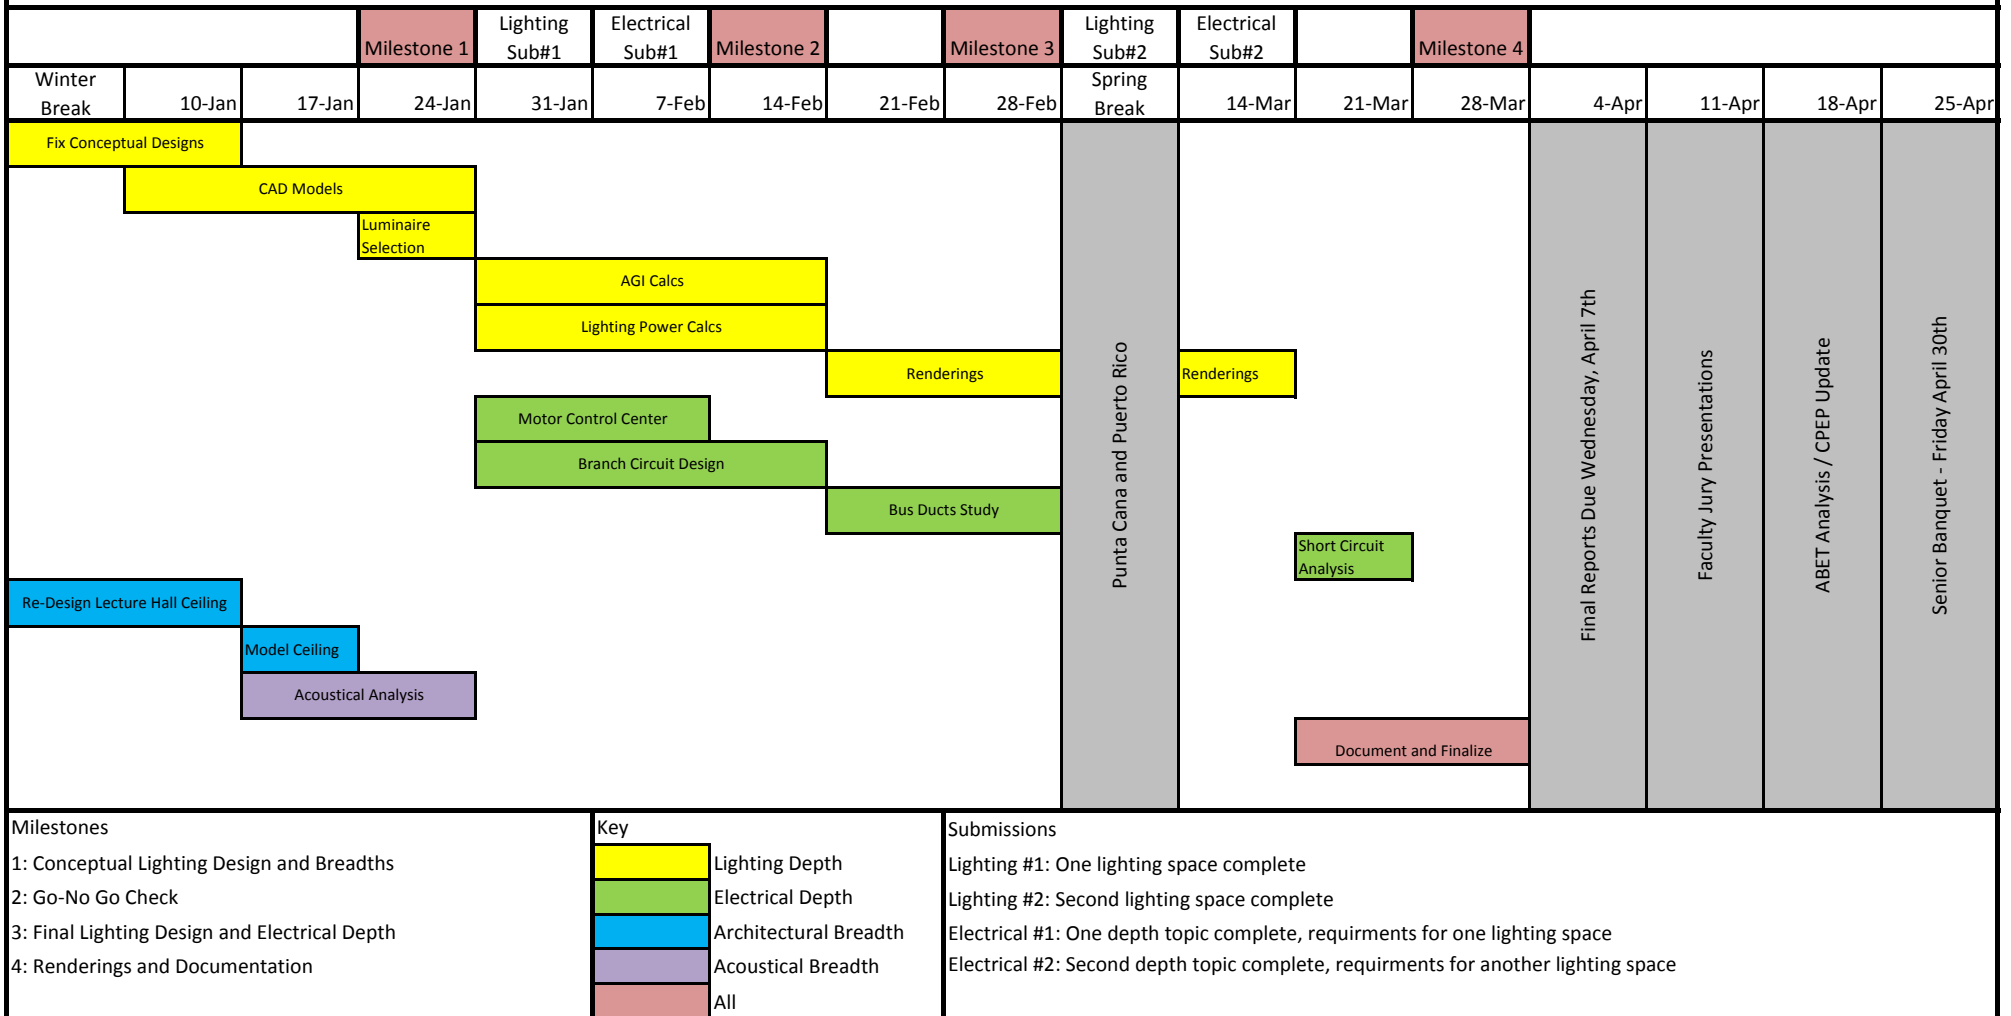 Milestone 1
Lighting
Sub#1
Electrical
Sub#1
Milestone 2
Milestone 3
Lighting
Sub#2
Electrical
Sub#2
Milestone 4
Winter
Break
10-Jan
17-Jan
24-Jan
31-Jan
7-Feb
14-Feb
21-Feb
28-Feb
Spring
Break
14-Mar
21-Mar
28-Mar
4-Apr
11-Apr
18-Apr
25-Apr
Fix Conceptual Designs
CAD Models
Luminaire
Selection
AGI Calcs
Lighting Power Calcs
Renderings
Renderings
Motor Control Center
Branch Circuit Design
Bus Ducts Study
Short Circuit
Analysis
Re-Design Lecture Hall Ceiling
Model Ceiling
Acoustical Analysis
Document and Finalize
Punta Cana and Puerto Rico
Final Reports Due Wednesday, April 7th
Faculty Jury Presentations
ABET Analysis / CPEP Update
Senior Banquet - Friday April 30th
Milestones
1: Conceptual Lighting Design and Breadths
2: Go-No Go Check
3: Final Lighting Design and Electrical Depth
4: Renderings and Documentation
Key
Lighting Depth
Electrical Depth
Architectural Breadth
Acoustical Breadth
All
Submissions
Lighting #1: One lighting space complete
Lighting #2: Second lighting space complete
Electrical #1: One depth topic complete, requirments for one lighting space
Electrical #2: Second depth topic complete, requirments for another lighting space